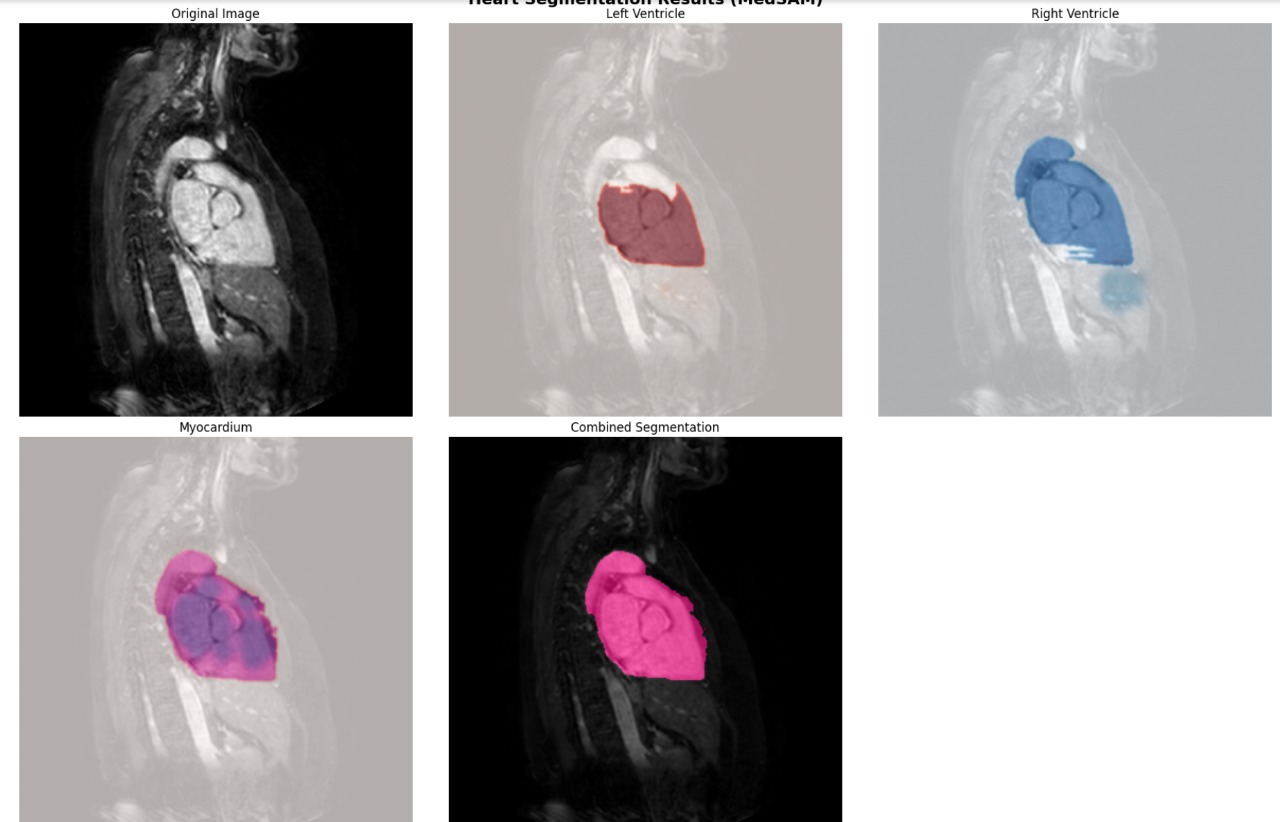 Heart Segmentation Results (MedSAM)
Original Image
Left Ventricle
Right Ventricle
Myocardium
Combined Segmentation